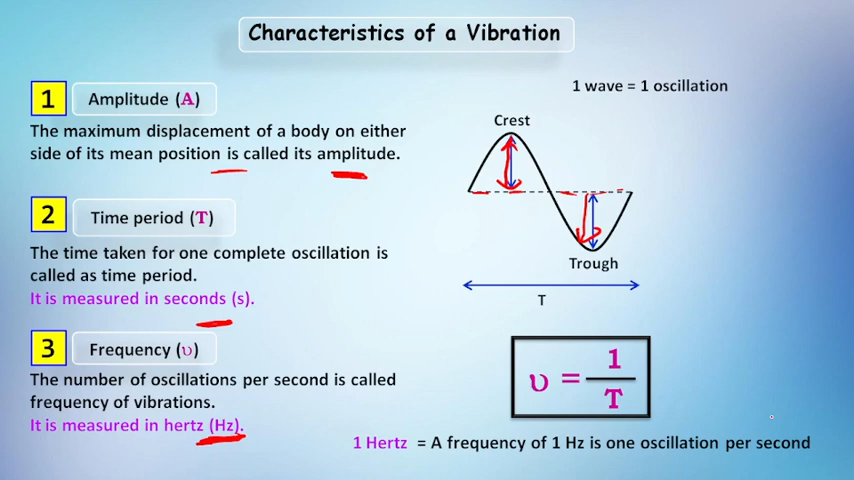 Characteristics of a Vibration
1 Amplitude (A)
The maximum displacement of a body on either
side of its mean position is called its amplitude.
2 Time period (T)
The time taken for one complete oscillation is
called as time period.
It is measured in seconds (s).
3 Frequency (υ)
The number of oscillations per second is called
frequency of vibrations.
It is measured in hertz (Hz).
1 wave = 1 oscillation
Crest
Trough
T
υ = 1/T
1 Hertz = A frequency of 1 Hz is one oscillation per second